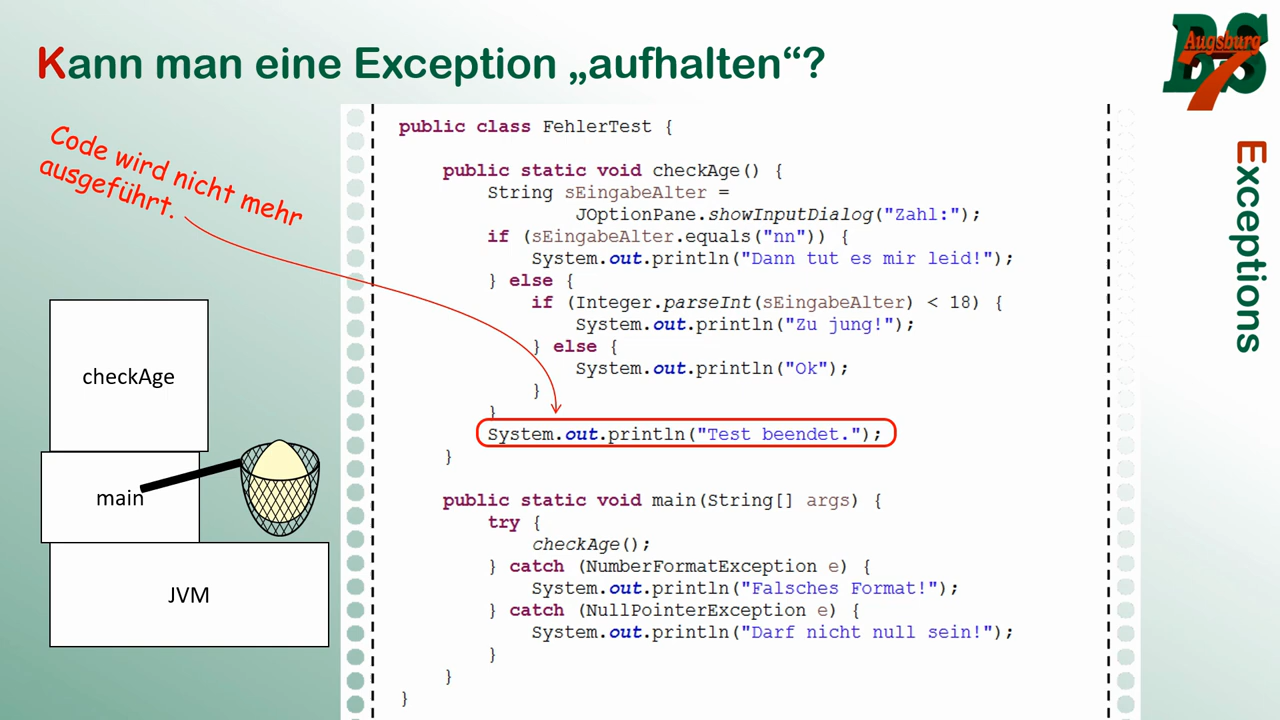 Kann man eine Exception „aufhalten“?
Augsburg
BS
7
Exceptions
Code wird nicht mehr
ausgeführt.
checkAge
main
JVM
public class FehlerTest {
public static void checkAge() {
String sEingabeAlter =
JOptionPane.showInputDialog("Zahl:");
if (sEingabeAlter.equals("nn")) {
System.out.println("Dann tut es mir leid!");
} else {
if (Integer.parseInt(sEingabeAlter) < 18) {
System.out.println("Zu jung!");
} else {
System.out.println("Ok");
}
}
System.out.println("Test beendet.");
}
public static void main(String[] args) {
try {
checkAge();
} catch (NumberFormatException e) {
System.out.println("Falsches Format!");
} catch (NullPointerException e) {
System.out.println("Darf nicht null sein!");
}
}
}